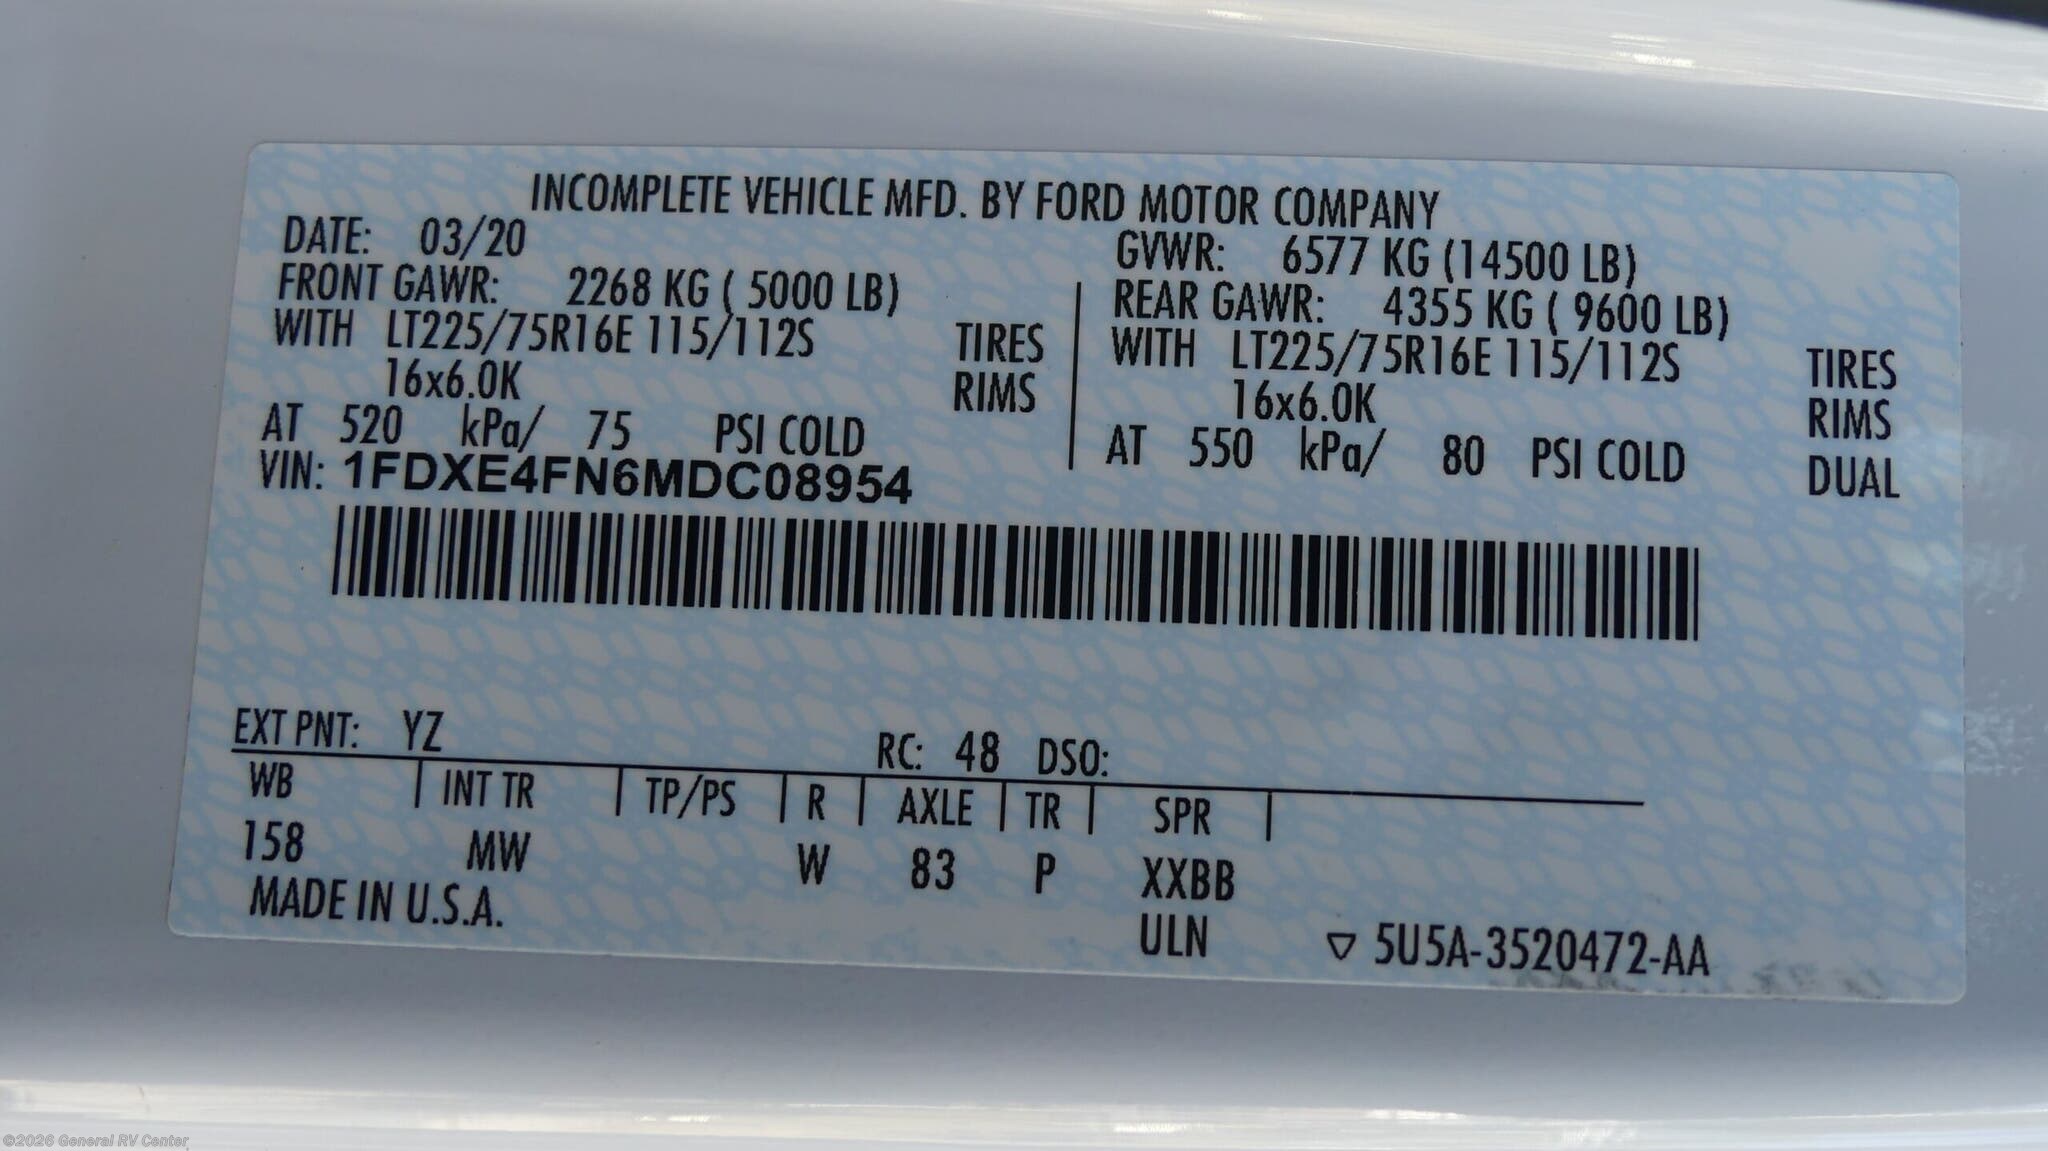 INCOMPLETE VEHICLE MFD. BY FORD MOTOR COMPANY
DATE: 03/20 GVWR: 6577 KG (14500 LB)
FRONT GAWR: 2268 KG ( 5000 LB) REAR GAWR: 4355 KG ( 9600 LB)
WITH LT225/75R16E 115/112S TIRES WITH LT225/75R16E 115/112S TIRES
16x6.0K RIMS 16x6.0K RIMS
AT 520 kPa/ 75 PSI COLD AT 550 kPa/ 80 PSI COLD DUAL
VIN: 1FDXE4FN6MDC08954
EXT PNT: YZ RC: 48 DSO:
WB INT TR TP/PS R AXLE TR SPR
158 MW W 83 P XXBB
MADE IN U.S.A. ULN ▽ 5U5A-3520472-AA
©2026 General RV Center